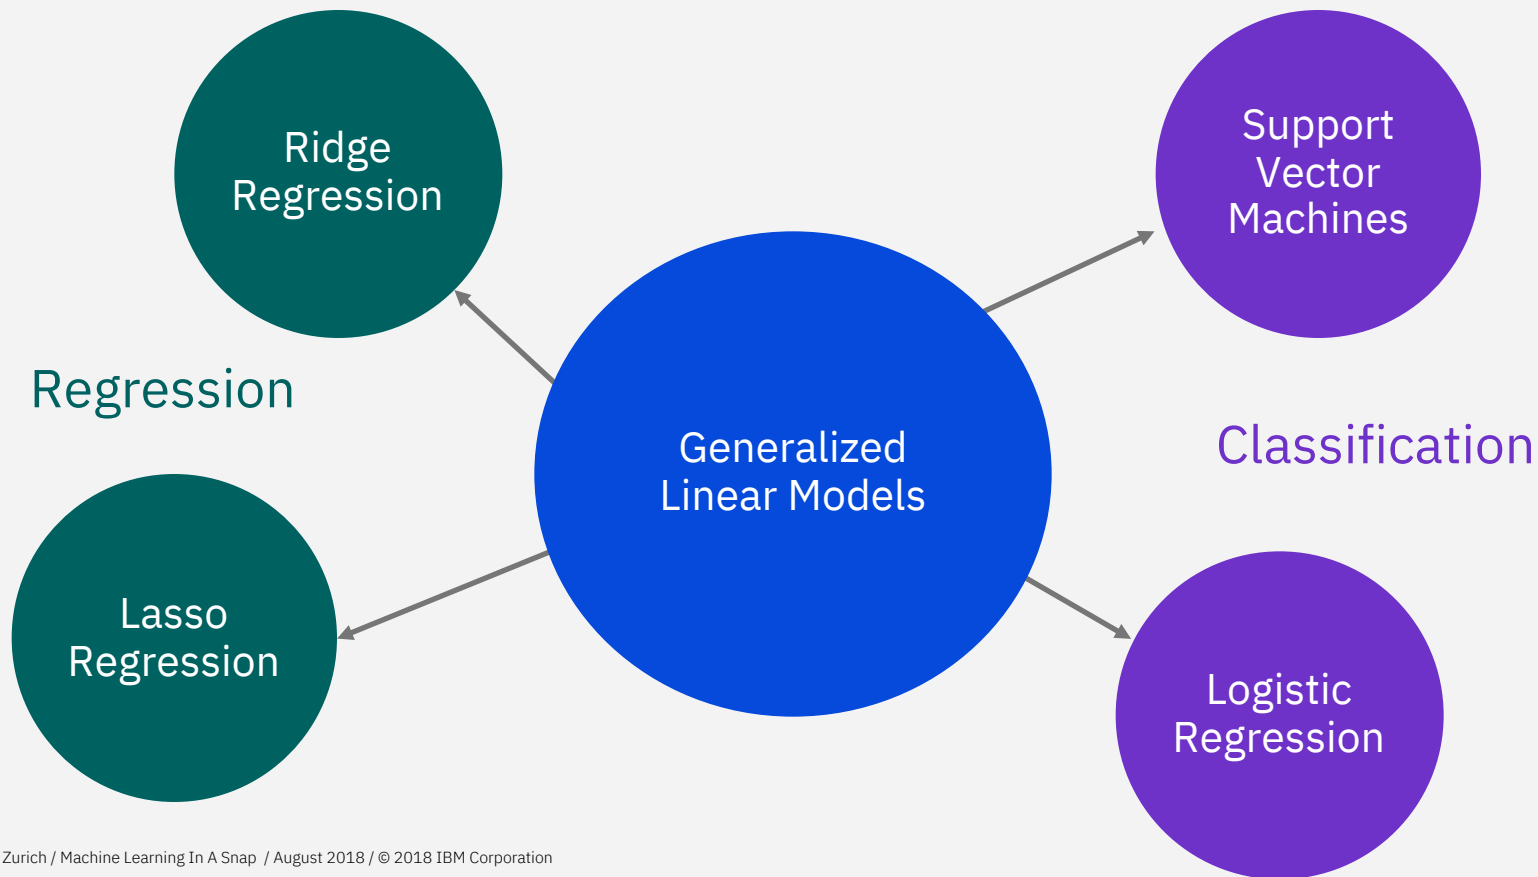 Ridge
Regression
Support
Vector
Machines
Regression
Generalized
Linear Models
Classification
Lasso
Regression
Logistic
Regression
Zurich / Machine Learning In A Snap / August 2018 / © 2018 IBM Corporation